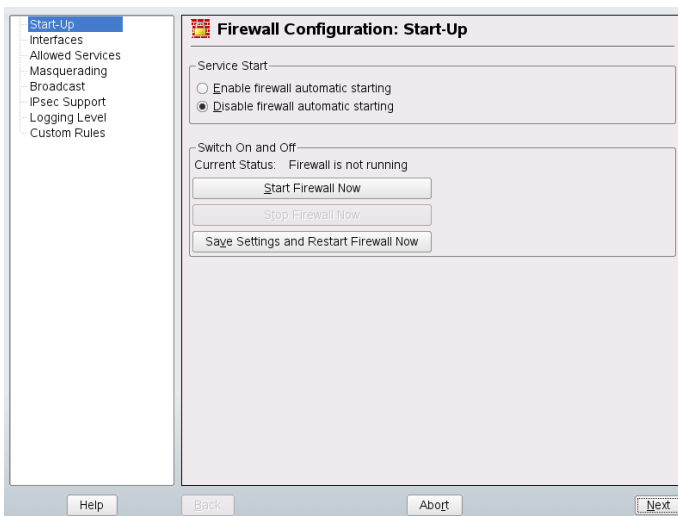 Start-Up
Interfaces
Allowed Services
Masquerading
Broadcast
IPsec Support
Logging Level
Custom Rules
Firewall Configuration: Start-Up
Service Start
Enable firewall automatic starting
Disable firewall automatic starting
Switch On and Off
Current Status: Firewall is not running
Start Firewall Now
Stop Firewall Now
Save Settings and Restart Firewall Now
Help
Back
Abort
Next